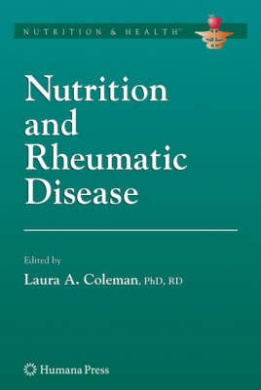 NUTRITION & HEALTH
Nutrition
and
Rheumatic
Disease
Edited by
Laura A. Coleman, PHD, RD
Humana Press